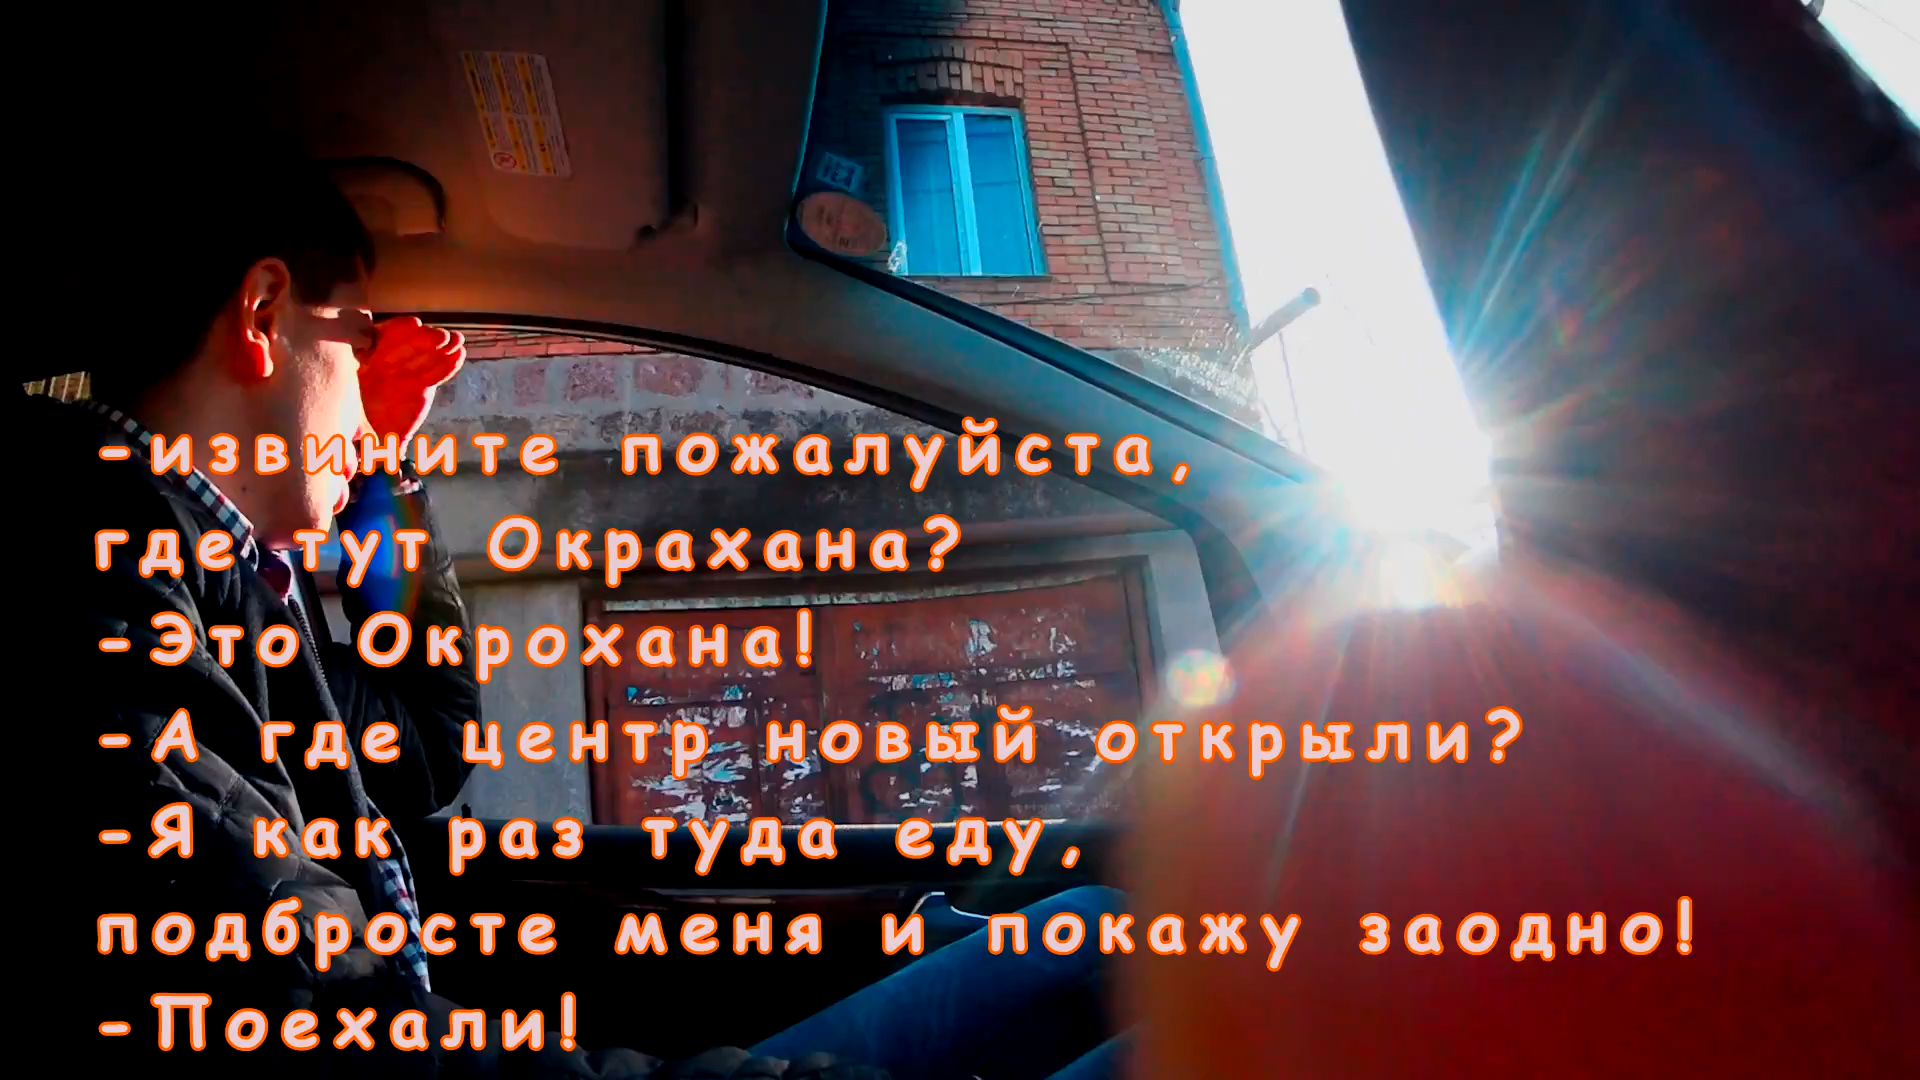 -извините пожалуйста,
где тут Окрахана?
-Это Окрохана!
-А где центр новый открыли?
-Я как раз туда еду,
подбросте меня и покажу заодно!
-Поехали!